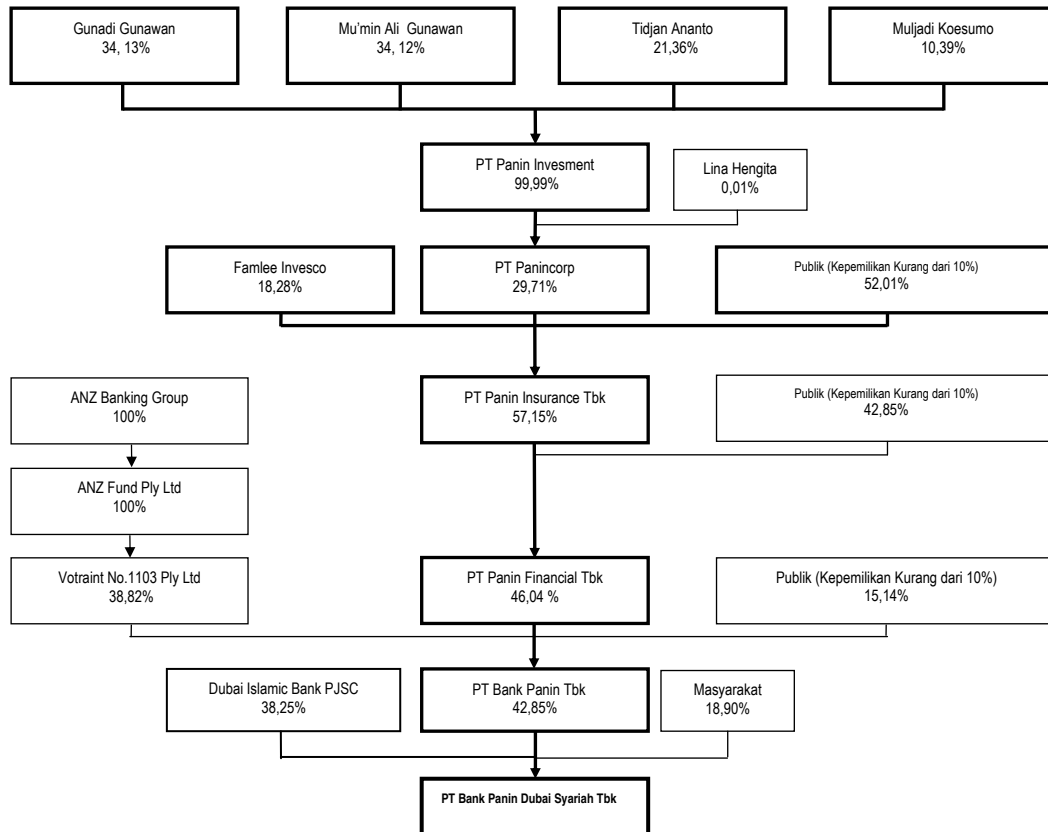 Gunadi Gunawan
34, 13%
Mu'min Ali Gunawan
34, 12%
Tidjan Ananto
21,36%
Muljadi Koesumo
10,39%
PT Panin Invesment
99,99%
Lina Hengita
0,01%
Famlee Invesco
18,28%
PT Panincorp
29,71%
Publik (Kepemilikan Kurang dari 10%)
52,01%
ANZ Banking Group
100%
PT Panin Insurance Tbk
57,15%
Publik (Kepemilikan Kurang dari 10%)
42,85%
ANZ Fund Ply Ltd
100%
Votraint No.1103 Ply Ltd
38,82%
PT Panin Financial Tbk
46,04 %
Publik (Kepemilikan Kurang dari 10%)
15,14%
Dubai Islamic Bank PJSC
38,25%
PT Bank Panin Tbk
42,85%
Masyarakat
18,90%
PT Bank Panin Dubai Syariah Tbk